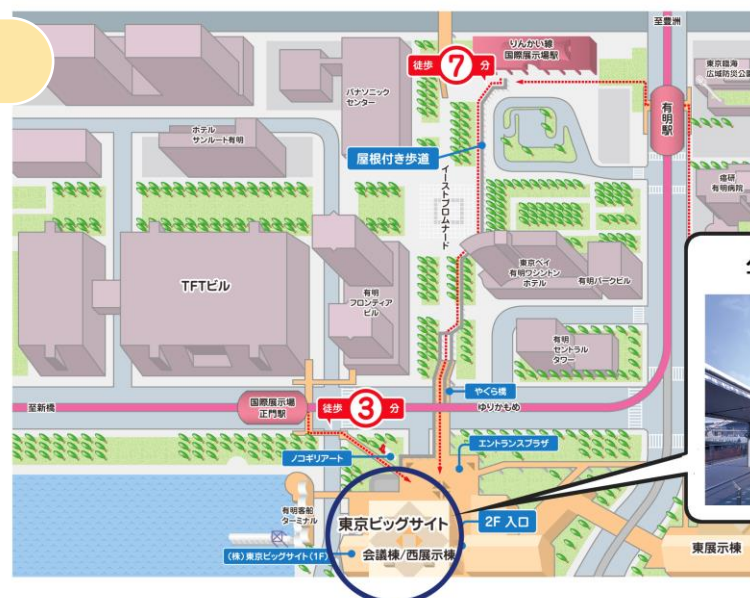 至豊洲
りんかい線
国際展示場駅
徒歩 7 分
パナソニック
センター
東京臨海
広域防災公園
有明駅
ホテル
サンルート有明
屋根付き歩道
イーストプロムナード
癌研
有明病院
TFTビル
東京ベイ
有明ワシントン
ホテル
有明パークビル
有明
フロンティア
ビル
有明
セントラル
タワー
やぐら橋
至新橋
国際展示場
正門駅
徒歩 3 分
ゆりかもめ
ノコギリアート
エントランスプラザ
有明客船
ターミナル
東京ビッグサイト
2F 入口
(株)東京ビッグサイト(1F)
会議棟/西展示棟
東展示棟